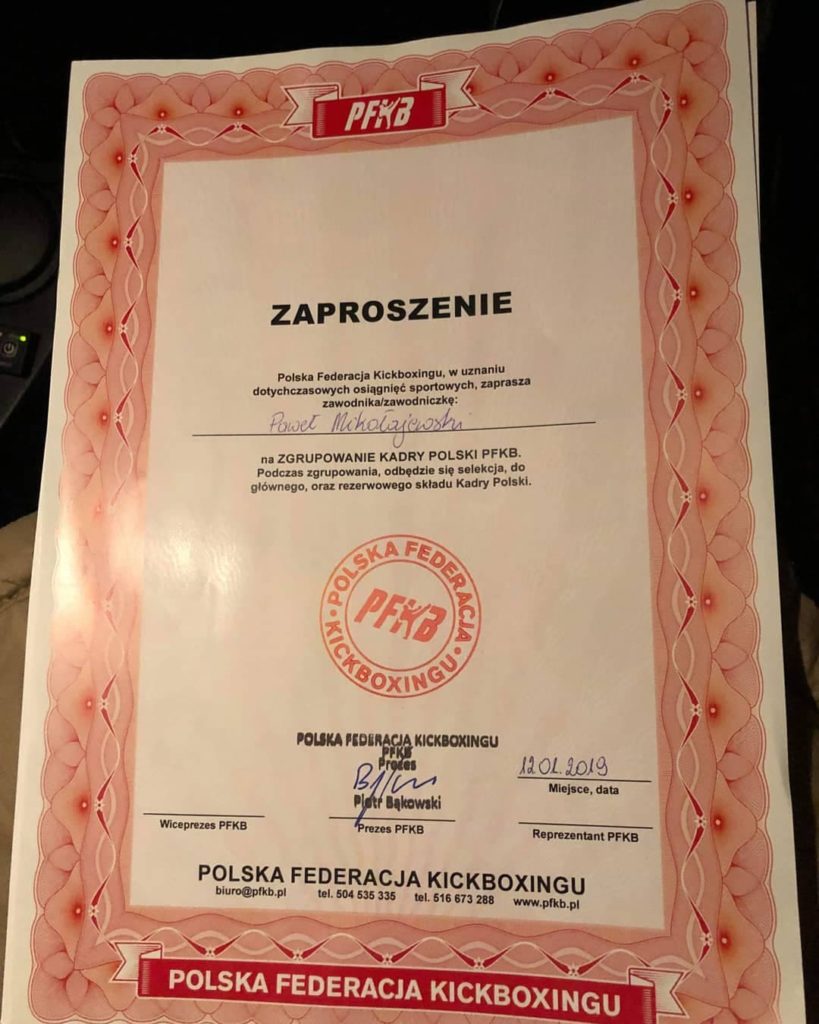 PFKB
ZAPROSZENIE
Polska Federacja Kickboxingu, w uznaniu
dotychczasowych osiągnięć sportowych, zaprasza
zawodnika/zawodniczkę:
Paweł Mikołajewski
na ZGRUPOWANIE KADRY POLSKI PFKB.
Podczas zgrupowania, odbędzie się selekcja, do
głównego, oraz rezerwowego składu Kadry Polski.
POLSKA FEDERACJA
PFKB
KICKBOXINGU
POLSKA FEDERACJA KICKBOXINGU
PFKB
Prezes
Piotr Bąkowski
12.01.2019
Miejsce, data
Wiceprezes PFKB
Prezes PFKB
Reprezentant PFKB
POLSKA FEDERACJA KICKBOXINGU
biuro@pfkb.pl tel. 504 535 335 tel. 516 673 288 www.pfkb.pl
POLSKA FEDERACJA KICKBOXINGU